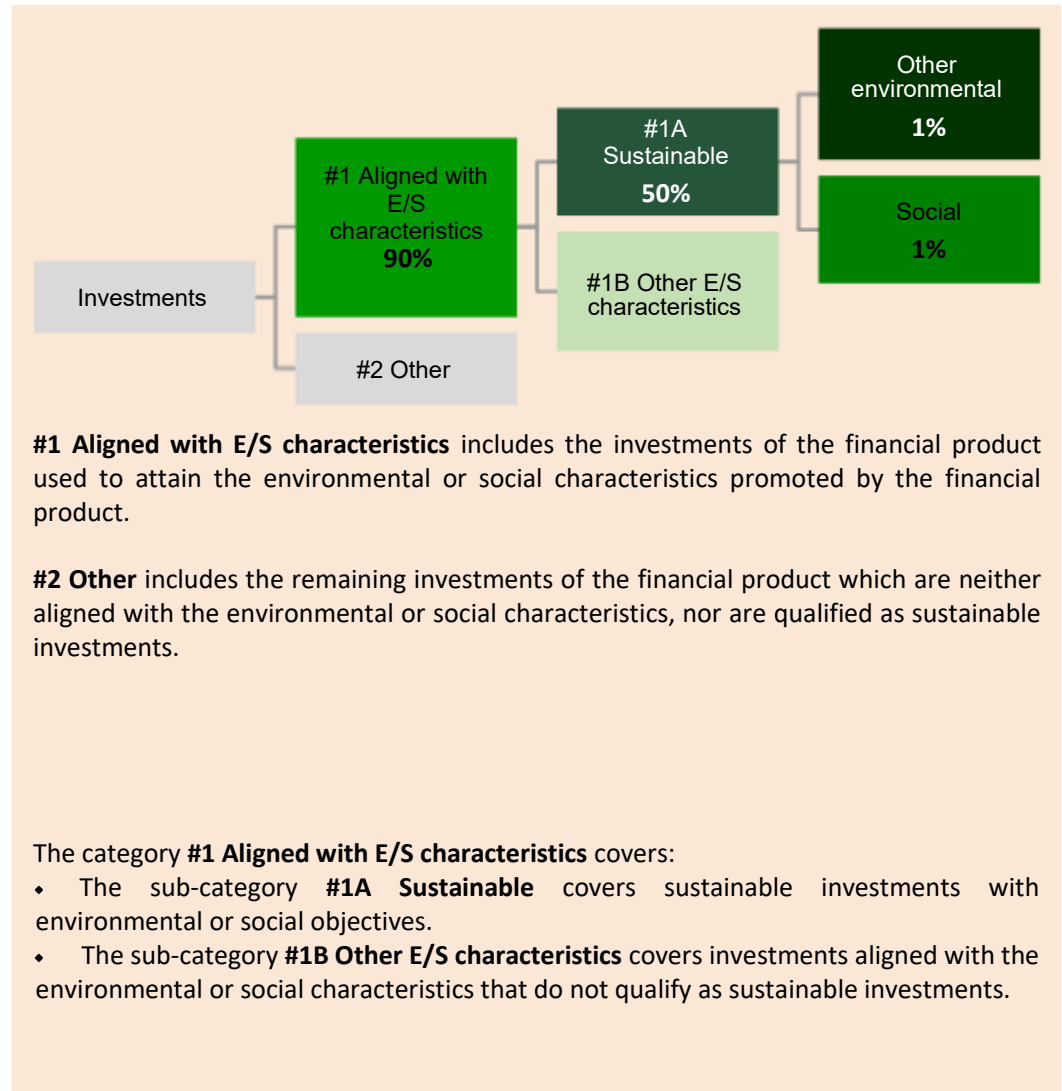 Other
environmental
1%
#1A
Sustainable
50%
#1 Aligned with
E/S
characteristics
90%
Social
1%
Investments
#1B Other E/S
characteristics
#2 Other
#1 Aligned with E/S characteristics includes the investments of the financial product
used to attain the environmental or social characteristics promoted by the financial
product.
#2 Other includes the remaining investments of the financial product which are neither
aligned with the environmental or social characteristics, nor are qualified as sustainable
investments.
The category #1 Aligned with E/S characteristics covers:
• The sub-category #1A Sustainable covers sustainable investments with
environmental or social objectives.
• The sub-category #1B Other E/S characteristics covers investments aligned with the
environmental or social characteristics that do not qualify as sustainable investments.